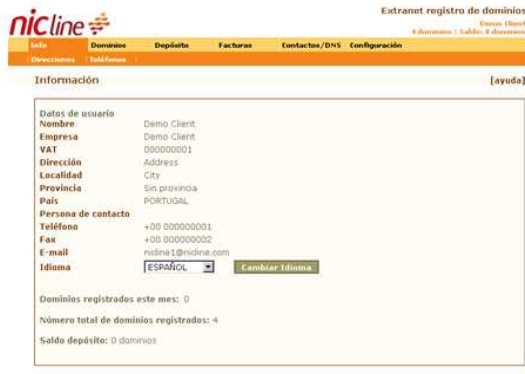 nicline
Extranet registro de dominios
Demo Client
4 dominios | Saldo: 0 dominios
Info Dominios Depósito Facturas Contactos/DNS Configuración
Direcciones Teléfonos
Información [ayuda]
Datos de usuario
Nombre Demo Client
Empresa Demo Client
VAT 000000001
Dirección Address
Localidad City
Provincia Sin provincia
País PORTUGAL
Persona de contacto
Teléfono +00 000000001
Fax +00 000000002
E-mail nicline1@nicline.com
Idioma ESPAÑOL Cambiar Idioma
Dominios registrados este mes: 0
Número total de dominios registrados: 4
Saldo depósito: 0 dominios